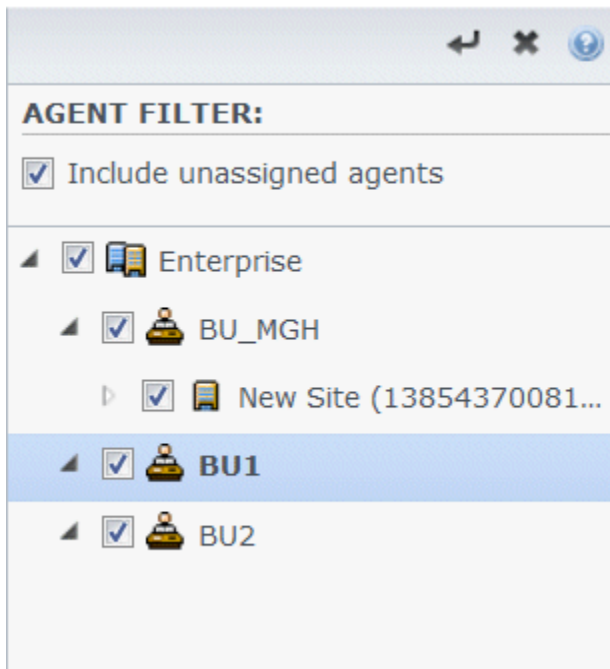 ?
AGENT FILTER:
Include unassigned agents
Enterprise
BU_MGH
New Site (13854370081...
BU1
BU2